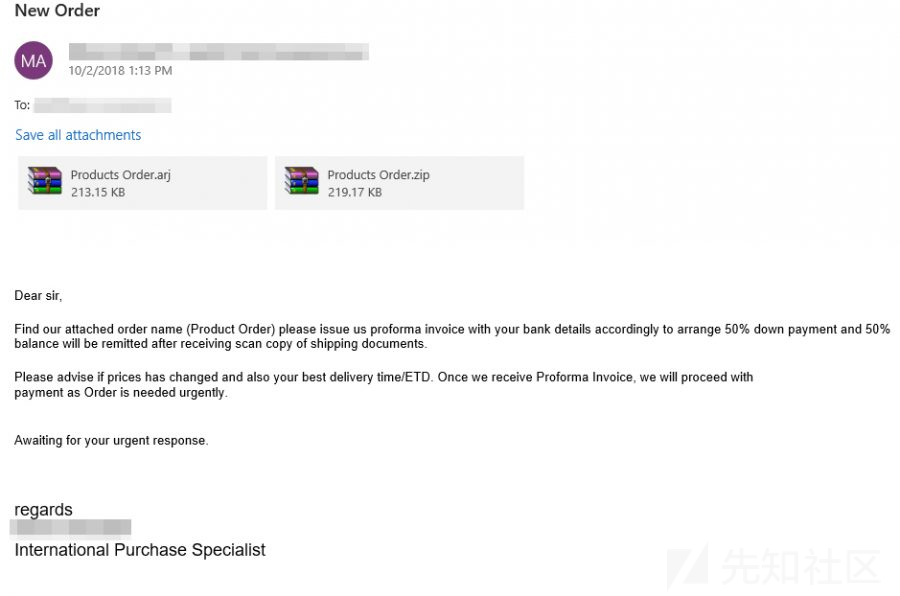 New Order
MA
10/2/2018 1:13 PM
To:
Save all attachments
Products Order.arj
213.15 KB
Products Order.zip
219.17 KB
Dear sir,
Find our attached order name (Product Order) please issue us proforma invoice with your bank details accordingly to arrange 50% down payment and 50%
balance will be remitted after receiving scan copy of shipping documents.
Please advise if prices has changed and also your best delivery time/ETD. Once we receive Proforma Invoice, we will proceed with
payment as Order is needed urgently.
Awaiting for your urgent response.
regards
International Purchase Specialist
先知社区